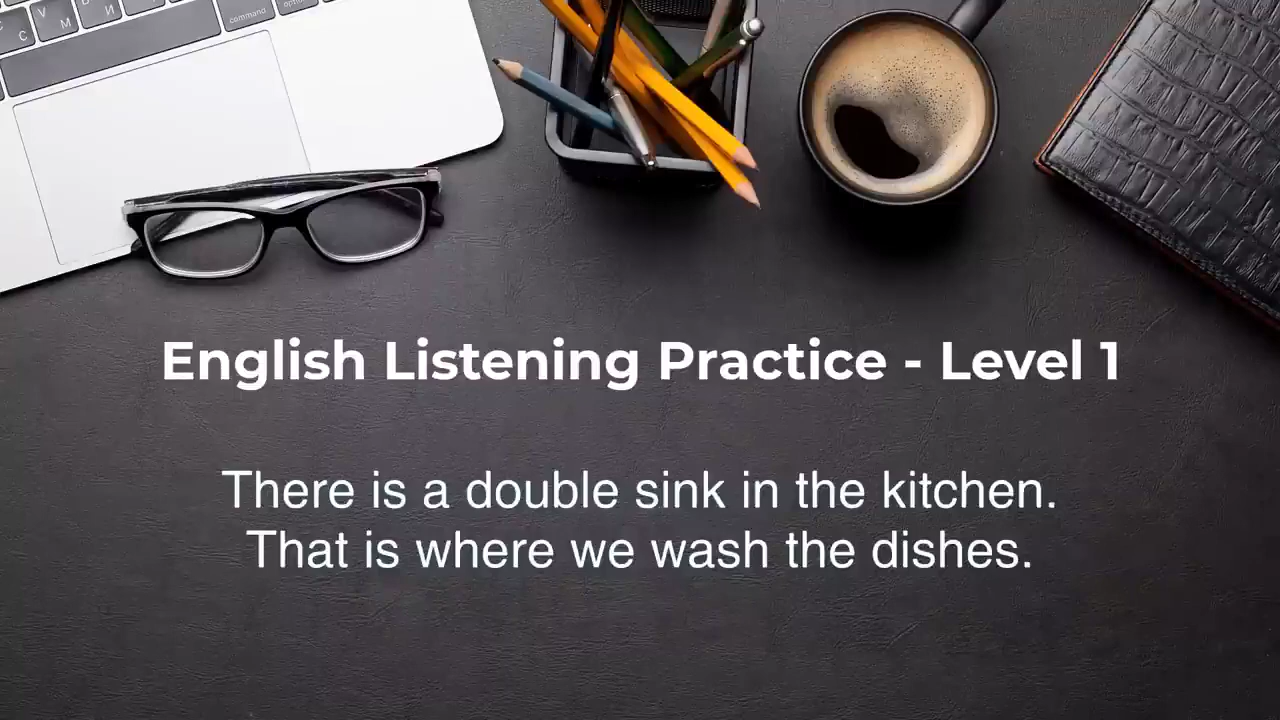 command
English Listening Practice - Level 1
There is a double sink in the kitchen.
That is where we wash the dishes.